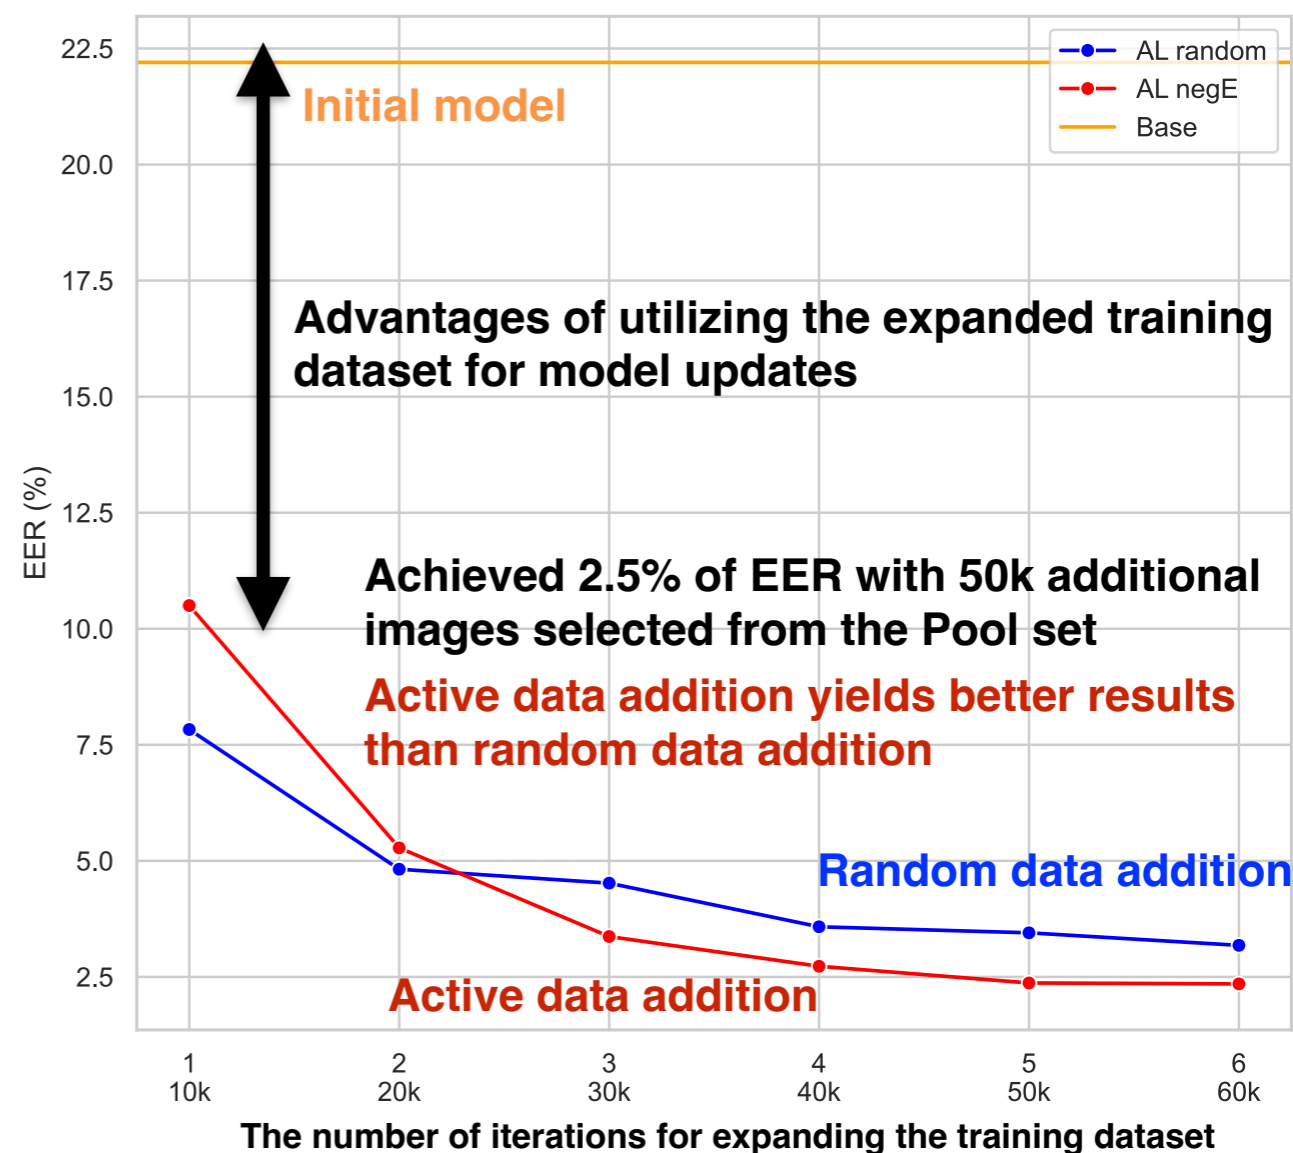 22.5
20.0
17.5
15.0
12.5
10.0
7.5
5.0
2.5
EER (%)
AL random
AL negE
Base
Initial model
Advantages of utilizing the expanded training
dataset for model updates
Achieved 2.5% of EER with 50k additional
images selected from the Pool set
Active data addition yields better results
than random data addition
Random data addition
Active data addition
1 2 3 4 5 6
10k 20k 30k 40k 50k 60k
The number of iterations for expanding the training dataset